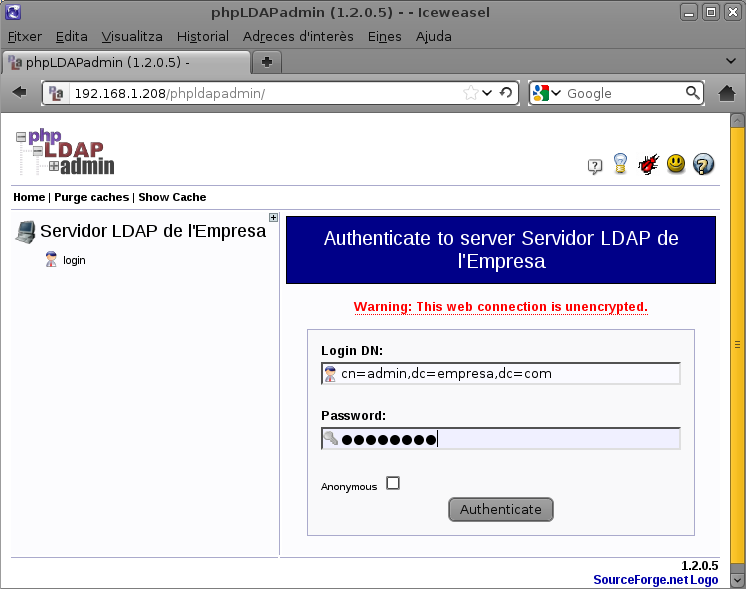 phpLDAPadmin (1.2.0.5) - - Iceweasel
Fitxer Edita Visualitza Historial Adreces d'interès Eines Ajuda
phpLDAPadmin (1.2.0.5) -
192.168.1.208/phpldapadmin/ Google
php
LDAP
admin
Home | Purge caches | Show Cache
Servidor LDAP de l'Empresa
login
Authenticate to server Servidor LDAP de
l'Empresa
Warning: This web connection is unencrypted.
Login DN:
cn=admin,dc=empresa,dc=com
Password:
●●●●●●●●
Anonymous
Authenticate
1.2.0.5
SourceForge.net Logo